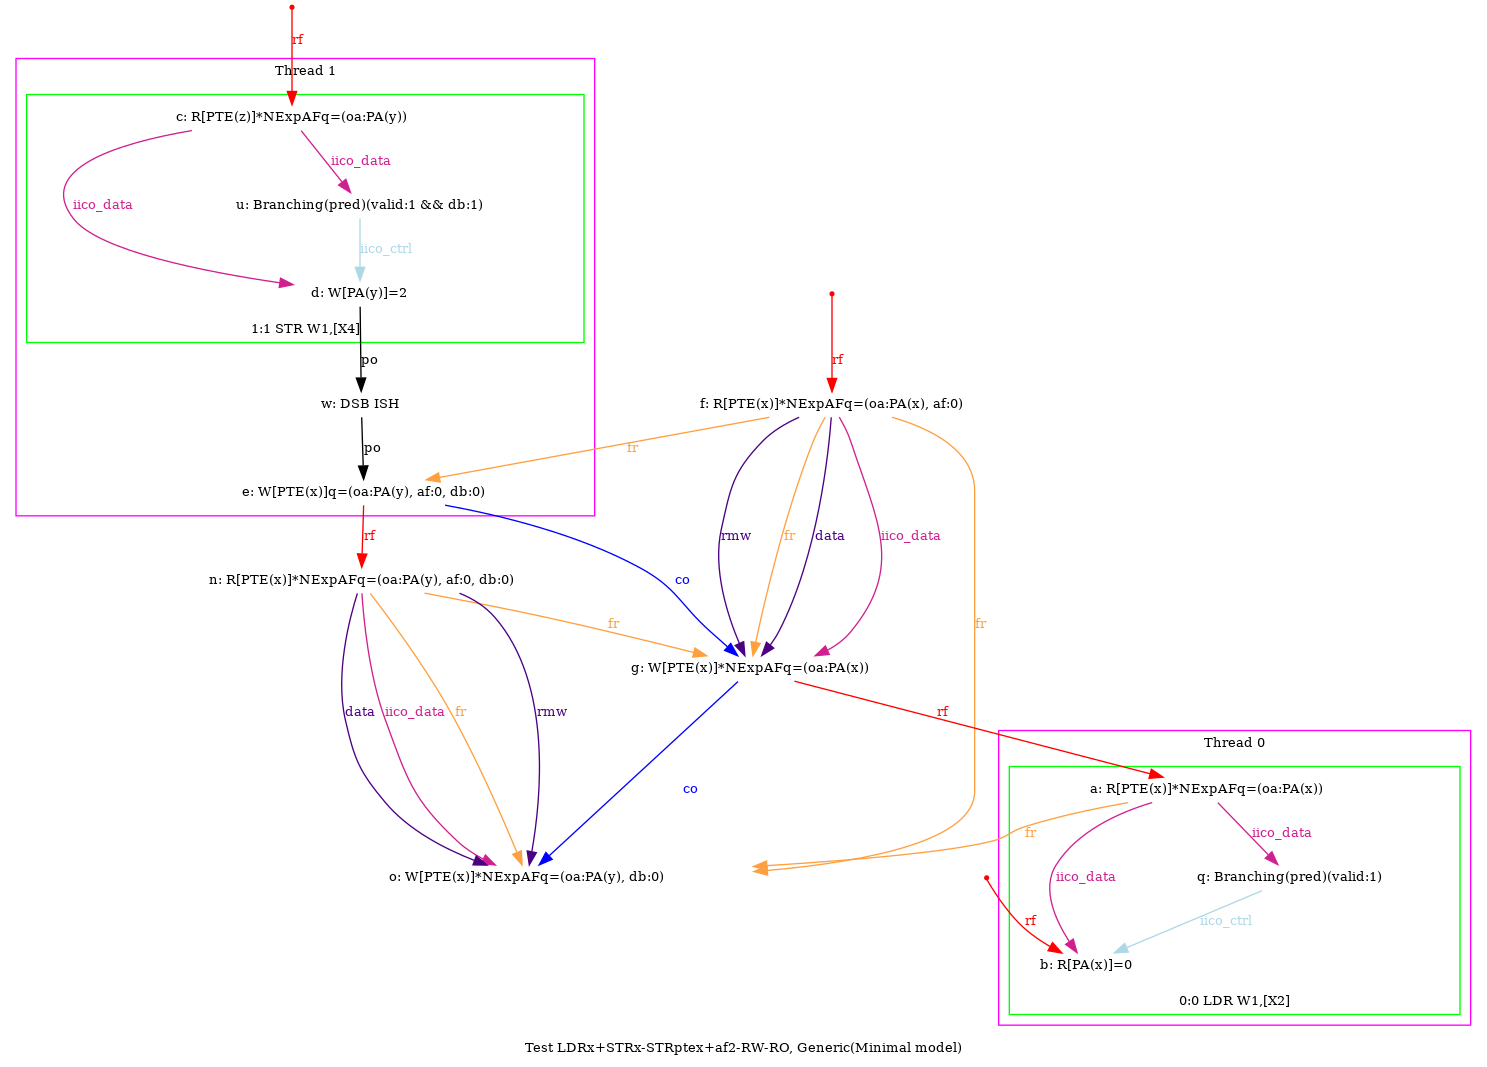 rf
Thread 1
c: R[PTE(z)]*NExpAFq=(oa:PA(y))
iico_data
iico_data
u: Branching(pred)(valid:1 && db:1)
iico_ctrl
d: W[PA(y)]=2
1:1 STR W1,[X4]
po
rf
w: DSB ISH
f: R[PTE(x)]*NExpAFq=(oa:PA(x), af:0)
po
fr
e: W[PTE(x)]q=(oa:PA(y), af:0, db:0)
rf
rmw
fr
data
iico_data
n: R[PTE(x)]*NExpAFq=(oa:PA(y), af:0, db:0)
co
fr
fr
g: W[PTE(x)]*NExpAFq=(oa:PA(x))
data
iico_data
fr
rmw
rf
Thread 0
co
a: R[PTE(x)]*NExpAFq=(oa:PA(x))
fr
iico_data
o: W[PTE(x)]*NExpAFq=(oa:PA(y), db:0)
iico_data
q: Branching(pred)(valid:1)
rf
iico_ctrl
b: R[PA(x)]=0
0:0 LDR W1,[X2]
Test LDRx+STRx-STRptex+af2-RW-RO, Generic(Minimal model)